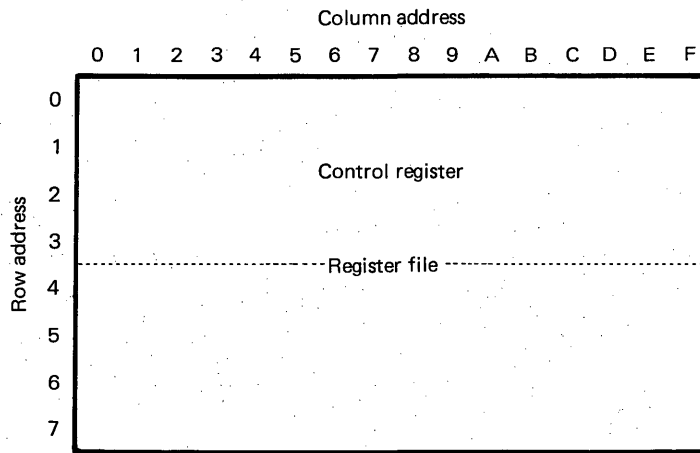 Column address
0 1 2 3 4 5 6 7 8 9 A B C D E F
Row address
0
1
Control register
2
3
Register file
4
5
6
7